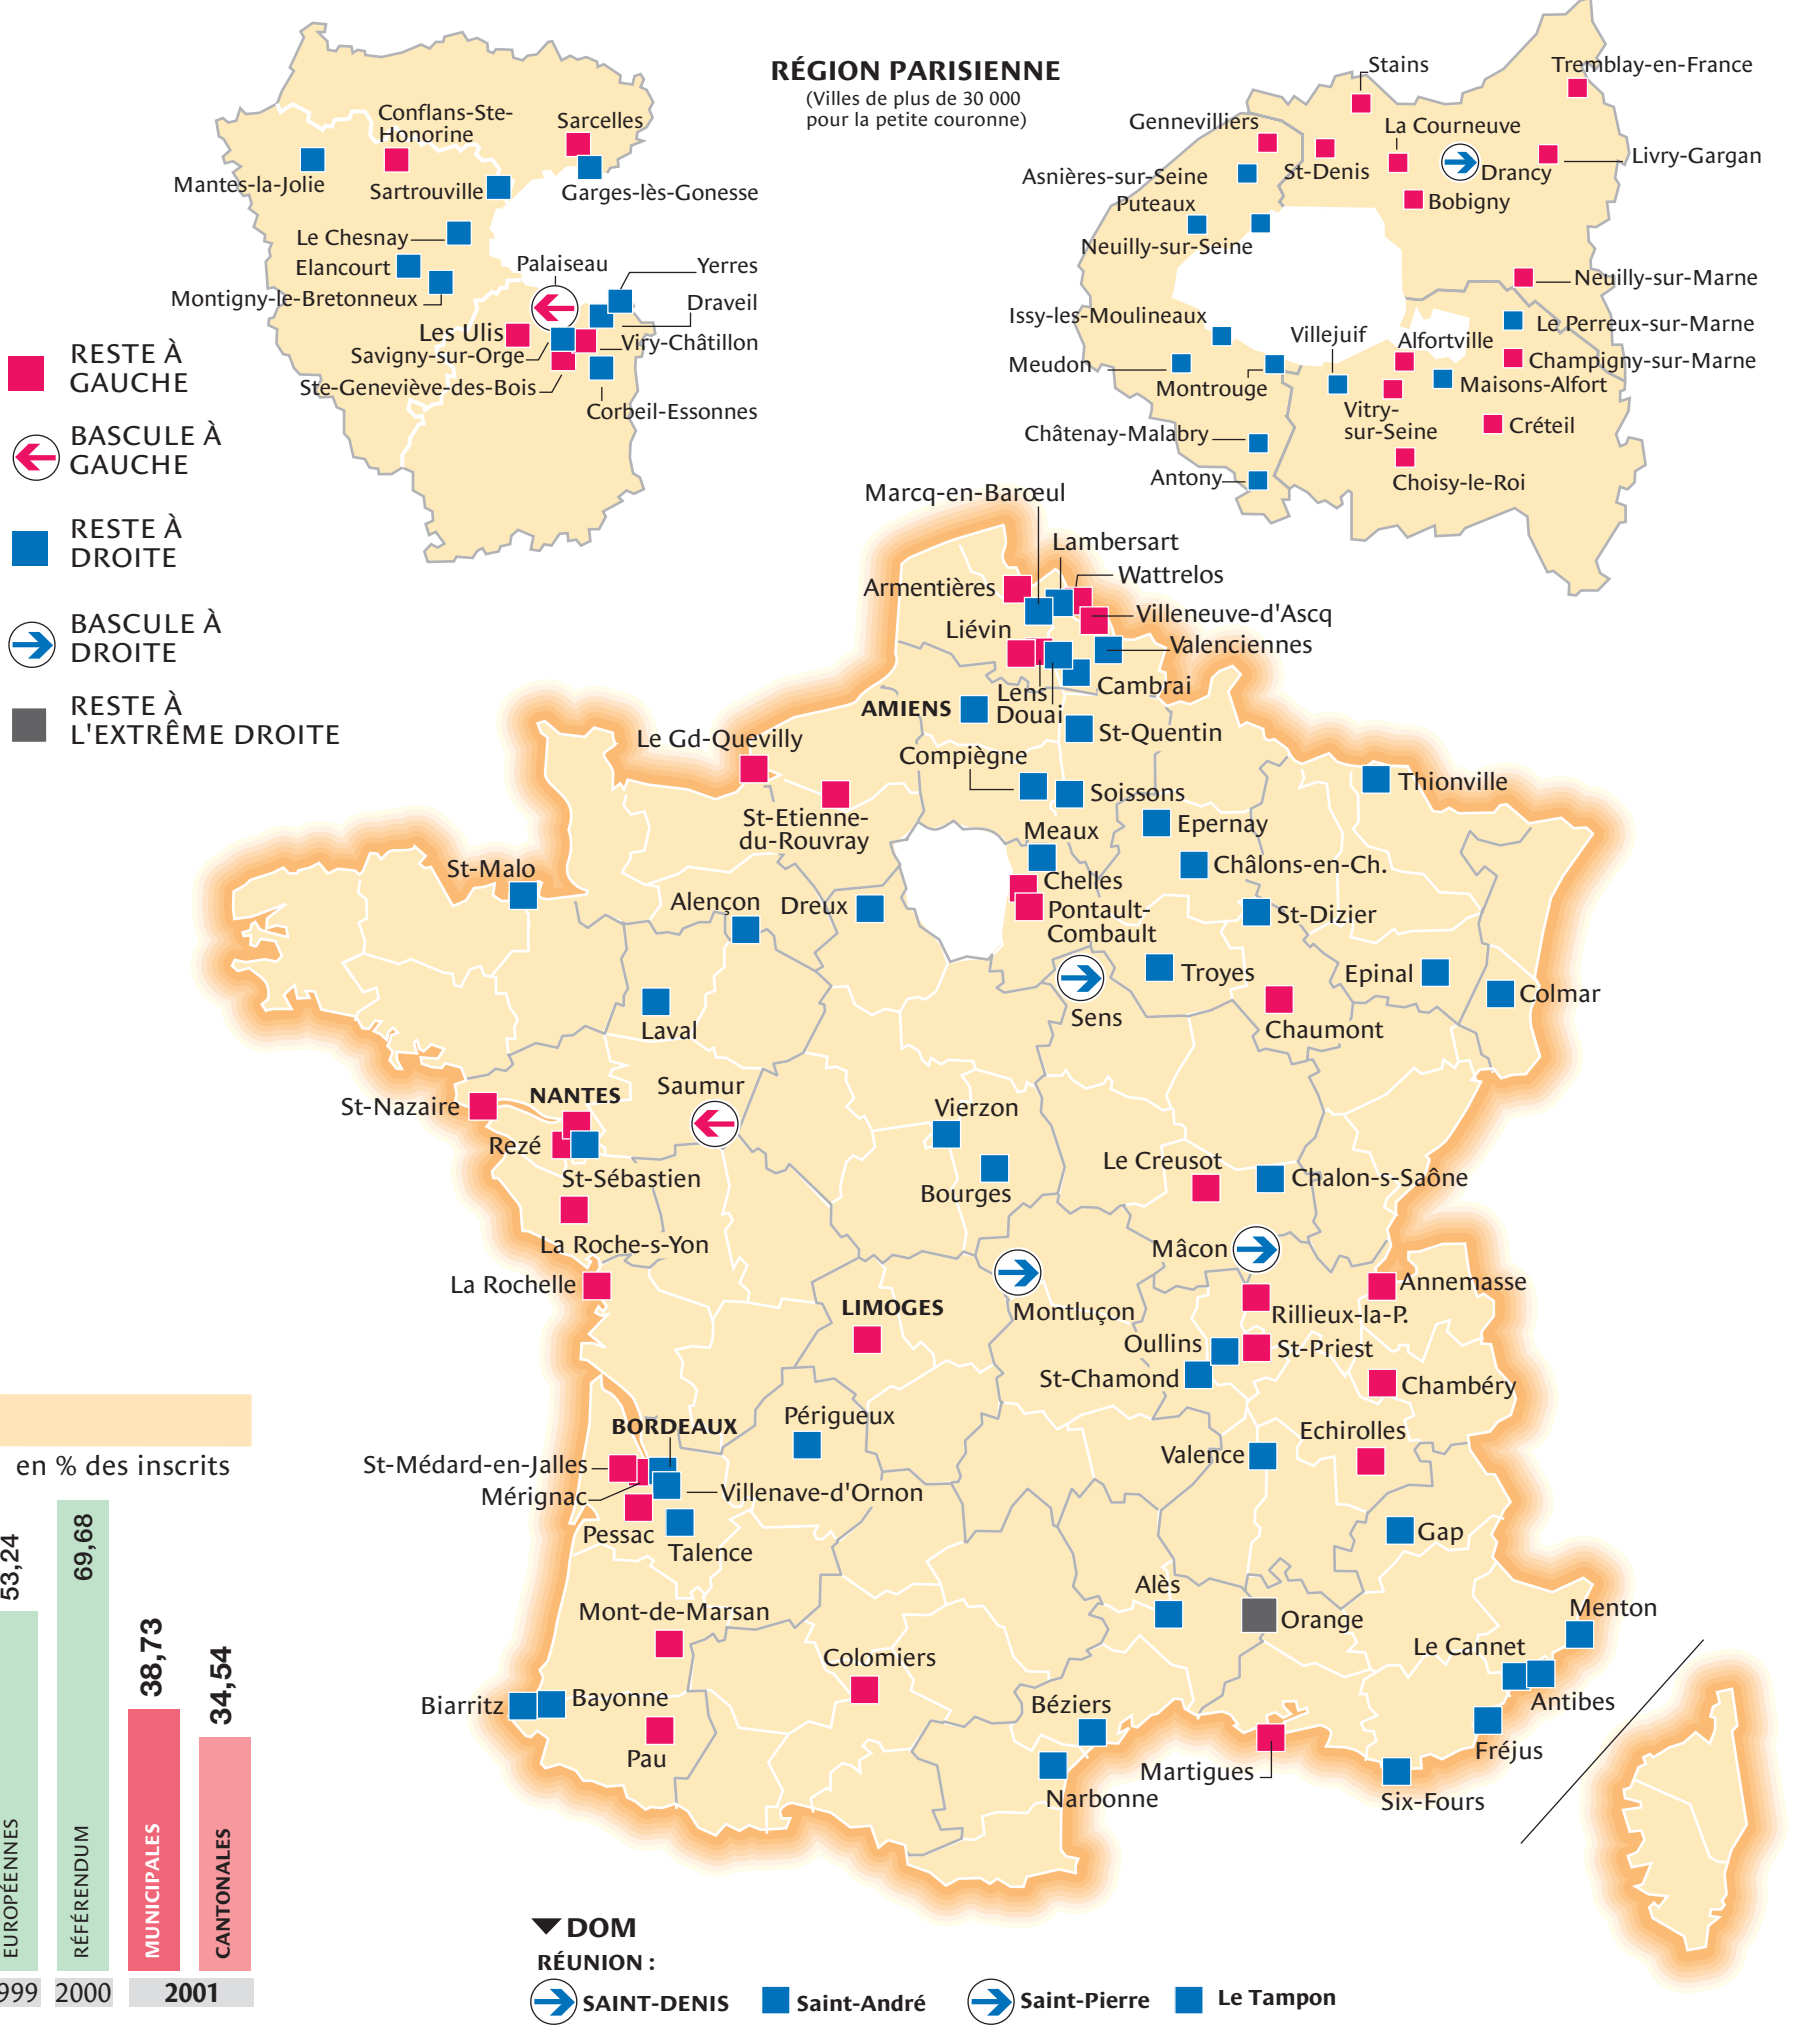 RÉGION PARISIENNE
(Villes de plus de 30 000
pour la petite couronne)
Conflans-Ste-
Honorine
Sarcelles
Mantes-la-Jolie
Sartrouville
Garges-lès-Gonesse
Le Chesnay
Elancourt
Montigny-le-Bretonneux
Palaiseau
Yerres
Draveil
Les Ulis
Viry-Châtillon
Savigny-sur-Orge
Ste-Geneviève-des-Bois
Corbeil-Essonnes
Stains
Tremblay-en-France
Gennevilliers
La Courneuve
Livry-Gargan
Asnières-sur-Seine
St-Denis
Drancy
Puteaux
Bobigny
Neuilly-sur-Seine
Neuilly-sur-Marne
Issy-les-Moulineaux
Villejuif
Le Perreux-sur-Marne
Alfortville
Champigny-sur-Marne
Meudon
Montrouge
Maisons-Alfort
Vitry-
sur-Seine
Créteil
Châtenay-Malabry
Antony
Choisy-le-Roi
RESTE À
GAUCHE
BASCULE À
GAUCHE
RESTE À
DROITE
BASCULE À
DROITE
RESTE À
L'EXTRÊME DROITE
Marcq-en-Barœul
Lambersart
Wattrelos
Armentières
Villeneuve-d'Ascq
Liévin
Valenciennes
Cambrai
Lens
Douai
AMIENS
St-Quentin
Le Gd-Quevilly
Compiègne
Soissons
Thionville
St-Etienne-
du-Rouvray
Meaux
Epernay
Châlons-en-Ch.
St-Malo
Chelles
Alençon
Dreux
Pontault-
Combault
St-Dizier
Troyes
Epinal
Colmar
Sens
Chaumont
Laval
St-Nazaire
NANTES
Saumur
Vierzon
Rezé
St-Sébastien
Bourges
Le Creusot
Chalon-s-Saône
La Roche-s-Yon
Mâcon
La Rochelle
Annemasse
LIMOGES
Montluçon
Rillieux-la-P.
Oullins
St-Priest
St-Chamond
Chambéry
Périgueux
BORDEAUX
Echirolles
St-Médard-en-Jalles
Valence
Mérignac
Villenave-d'Ornon
Pessac
Talence
Gap
Alès
Mont-de-Marsan
Orange
Menton
Le Cannet
Colomiers
Biarritz
Bayonne
Béziers
Antibes
Pau
Fréjus
Martigues
Narbonne
Six-Fours
en % des inscrits
53,24
69,68
38,73
34,54
EUROPÉENNES
RÉFÉRENDUM
MUNICIPALES
CANTONALES
999
2000
2001
DOM
RÉUNION :
SAINT-DENIS
Saint-André
Saint-Pierre
Le Tampon